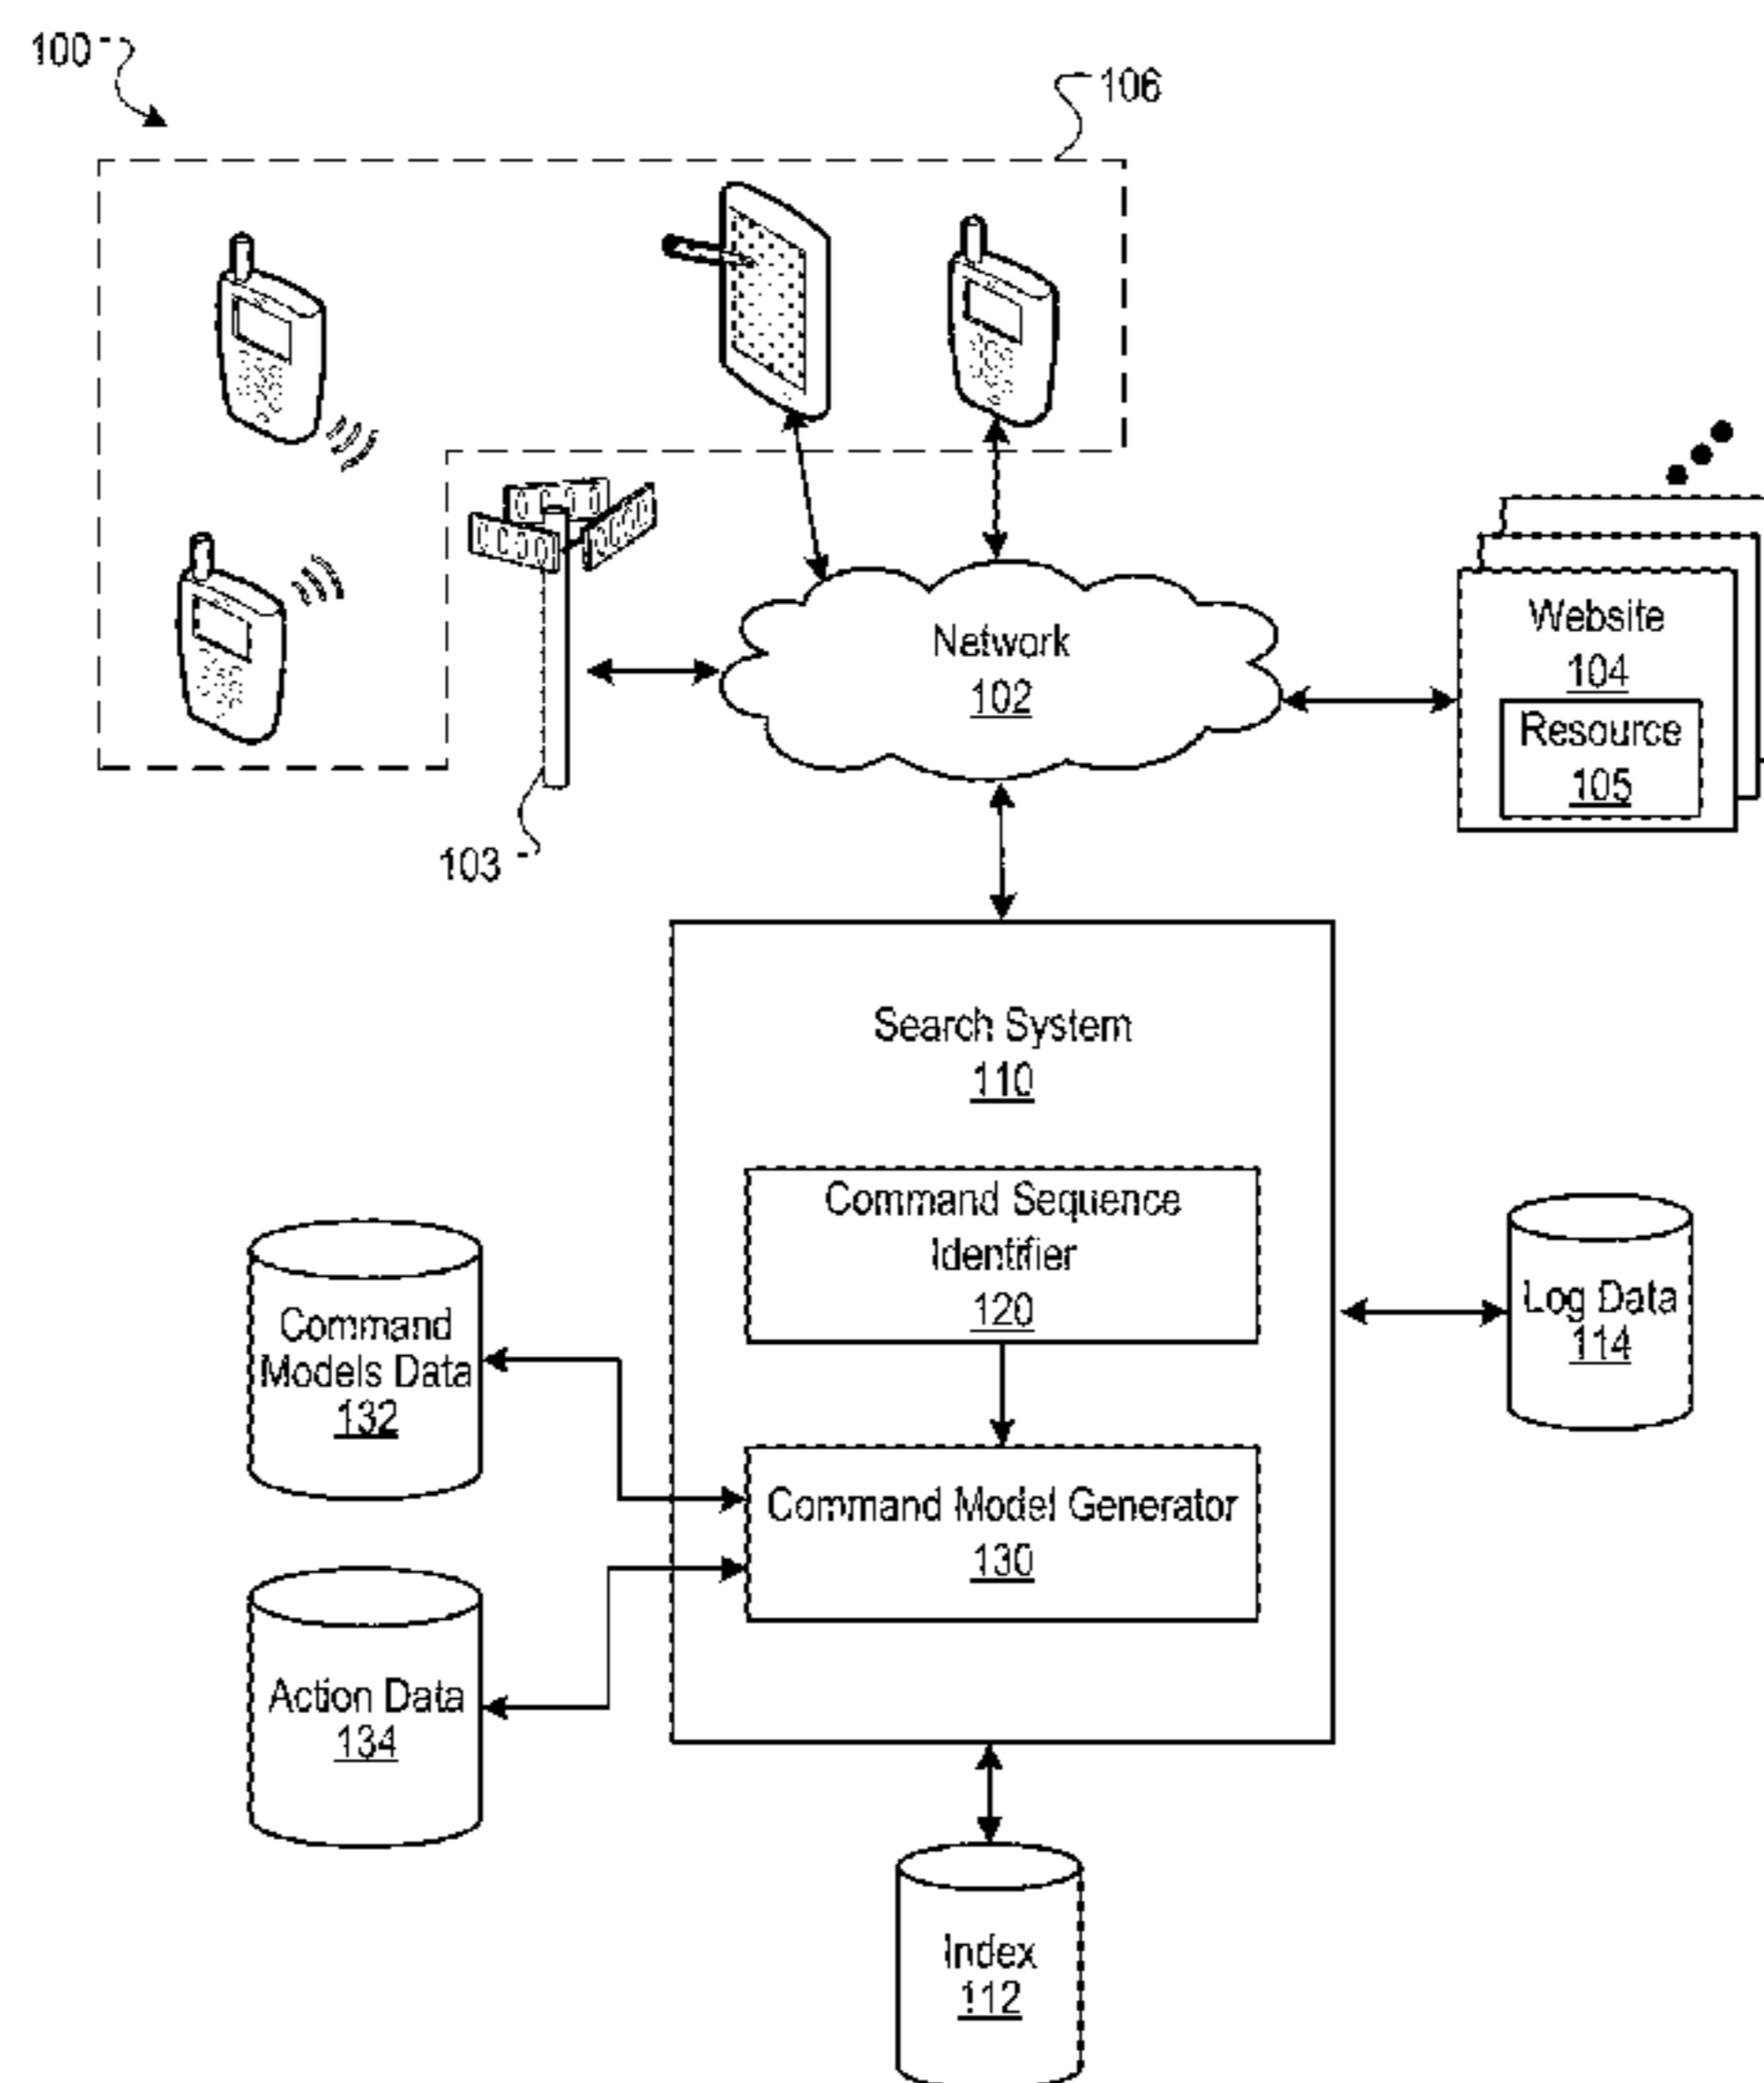 100
106
Network
102
Website
104
Resource
105
103
Search System
110
Command Sequence
Identifier
120
Command
Models Data
132
Log Data
114
Command Model Generator
130
Action Data
134
Index
112